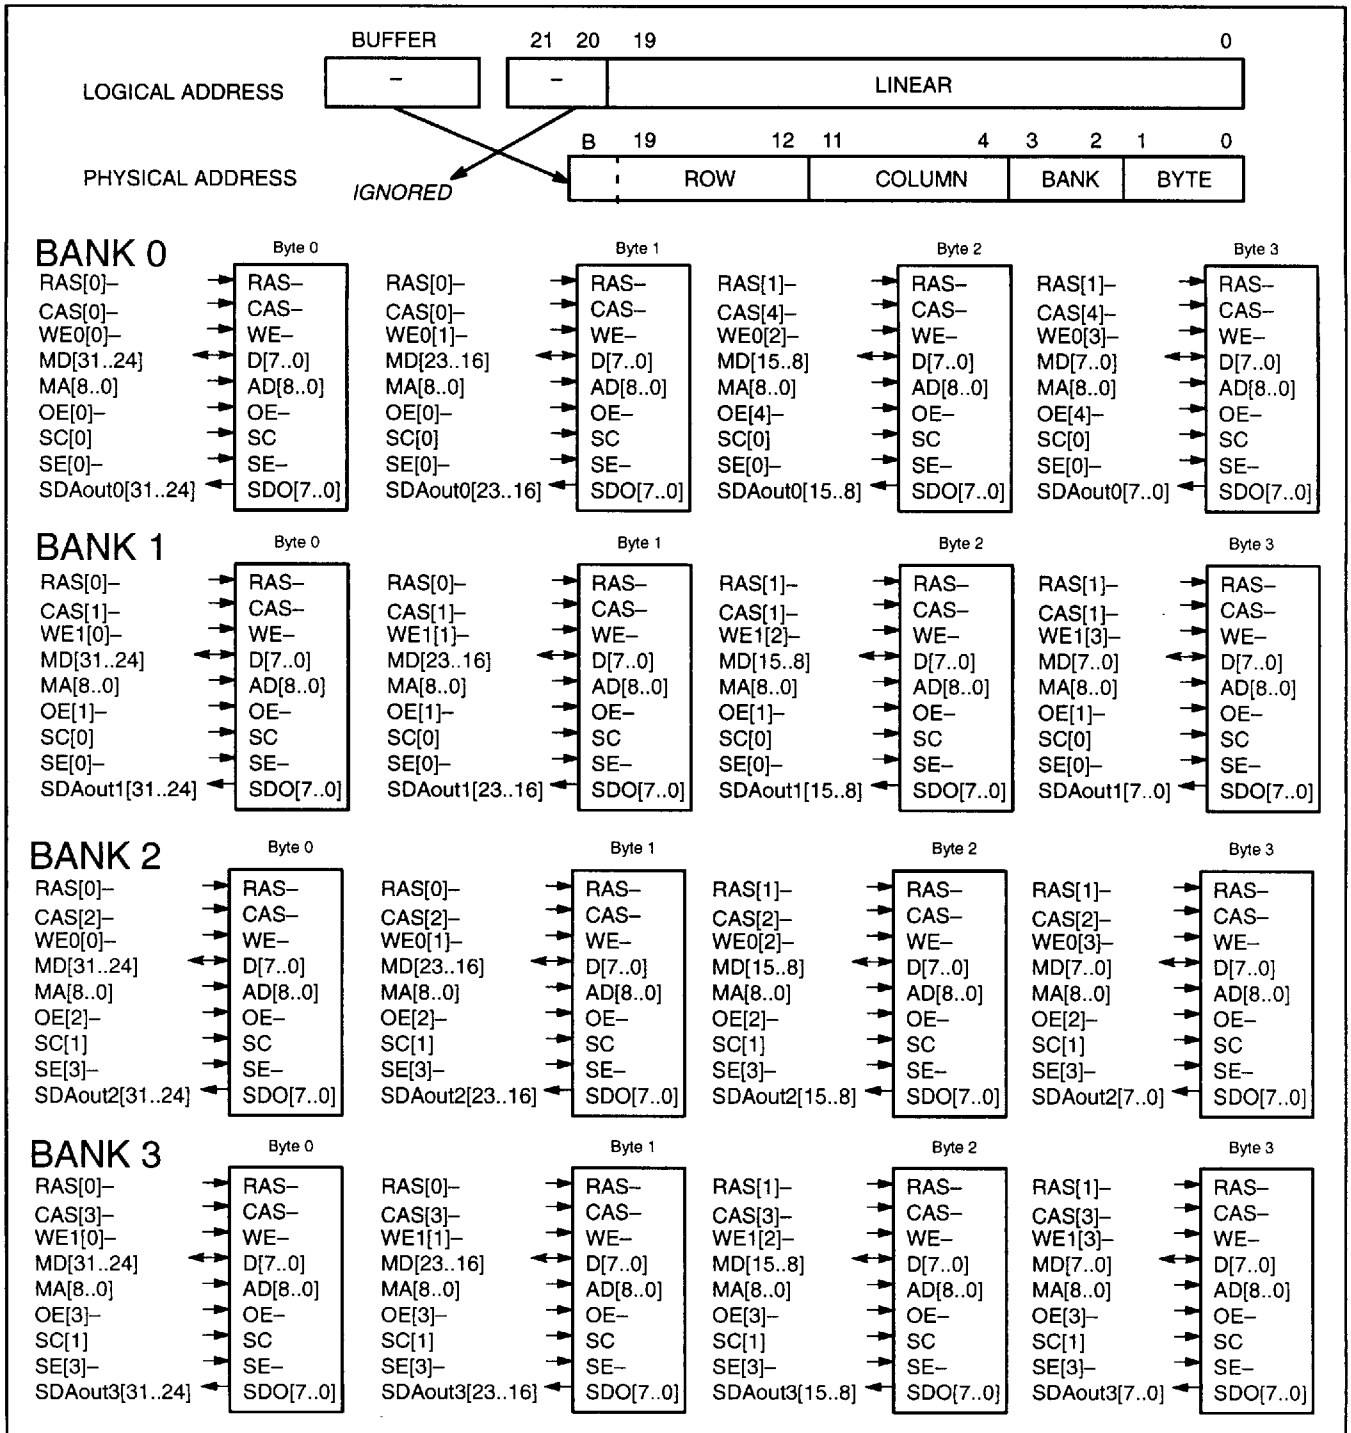 BUFFER 21 20 19 0
LOGICAL ADDRESS – – LINEAR
B 19 12 11 4 3 2 1 0
PHYSICAL ADDRESS IGNORED ROW COLUMN BANK BYTE
BANK 0 Byte 0 Byte 1 Byte 2 Byte 3
RAS[0]– RAS– RAS[0]– RAS– RAS[1]– RAS– RAS[1]– RAS–
CAS[0]– CAS– CAS[0]– CAS– CAS[4]– CAS– CAS[4]– CAS–
WE0[0]– WE– WE0[1]– WE– WE0[2]– WE– WE0[3]– WE–
MD[31..24] D[7..0] MD[23..16] D[7..0] MD[15..8] D[7..0] MD[7..0] D[7..0]
MA[8..0] AD[8..0] MA[8..0] AD[8..0] MA[8..0] AD[8..0] MA[8..0] AD[8..0]
OE[0]– OE– OE[0]– OE– OE[4]– OE– OE[4]– OE–
SC[0] SC SC[0] SC SC[0] SC SC[0] SC
SE[0]– SE– SE[0]– SE– SE[0]– SE– SE[0]– SE–
SDAout0[31..24] SDO[7..0] SDAout0[23..16] SDO[7..0] SDAout0[15..8] SDO[7..0] SDAout0[7..0] SDO[7..0]
BANK 1 Byte 0 Byte 1 Byte 2 Byte 3
RAS[0]– RAS– RAS[0]– RAS– RAS[1]– RAS– RAS[1]– RAS–
CAS[1]– CAS– CAS[1]– CAS– CAS[1]– CAS– CAS[1]– CAS–
WE1[0]– WE– WE1[1]– WE– WE1[2]– WE– WE1[3]– WE–
MD[31..24] D[7..0] MD[23..16] D[7..0] MD[15..8] D[7..0] MD[7..0] D[7..0]
MA[8..0] AD[8..0] MA[8..0] AD[8..0] MA[8..0] AD[8..0] MA[8..0] AD[8..0]
OE[1]– OE– OE[1]– OE– OE[1]– OE– OE[1]– OE–
SC[0] SC SC[0] SC SC[0] SC SC[0] SC
SE[0]– SE– SE[0]– SE– SE[0]– SE– SE[0]– SE–
SDAout1[31..24] SDO[7..0] SDAout1[23..16] SDO[7..0] SDAout1[15..8] SDO[7..0] SDAout1[7..0] SDO[7..0]
BANK 2 Byte 0 Byte 1 Byte 2 Byte 3
RAS[0]– RAS– RAS[0]– RAS– RAS[1]– RAS– RAS[1]– RAS–
CAS[2]– CAS– CAS[2]– CAS– CAS[2]– CAS– CAS[2]– CAS–
WE0[0]– WE– WE0[1]– WE– WE0[2]– WE– WE0[3]– WE–
MD[31..24] D[7..0] MD[23..16] D[7..0] MD[15..8] D[7..0] MD[7..0] D[7..0]
MA[8..0] AD[8..0] MA[8..0] AD[8..0] MA[8..0] AD[8..0] MA[8..0] AD[8..0]
OE[2]– OE– OE[2]– OE– OE[2]– OE– OE[2]– OE–
SC[1] SC SC[1] SC SC[1] SC SC[1] SC
SE[3]– SE– SE[3]– SE– SE[3]– SE– SE[3]– SE–
SDAout2[31..24] SDO[7..0] SDAout2[23..16] SDO[7..0] SDAout2[15..8] SDO[7..0] SDAout2[7..0] SDO[7..0]
BANK 3 Byte 0 Byte 1 Byte 2 Byte 3
RAS[0]– RAS– RAS[0]– RAS– RAS[1]– RAS– RAS[1]– RAS–
CAS[3]– CAS– CAS[3]– CAS– CAS[3]– CAS– CAS[3]– CAS–
WE1[0]– WE– WE1[1]– WE– WE1[2]– WE– WE1[3]– WE–
MD[31..24] D[7..0] MD[23..16] D[7..0] MD[15..8] D[7..0] MD[7..0] D[7..0]
MA[8..0] AD[8..0] MA[8..0] AD[8..0] MA[8..0] AD[8..0] MA[8..0] AD[8..0]
OE[3]– OE– OE[3]– OE– OE[3]– OE– OE[3]– OE–
SC[1] SC SC[1] SC SC[1] SC SC[1] SC
SE[3]– SE– SE[3]– SE– SE[3]– SE– SE[3]– SE–
SDAout3[31..24] SDO[7..0] SDAout3[23..16] SDO[7..0] SDAout3[15..8] SDO[7..0] SDAout3[7..0] SDO[7..0]